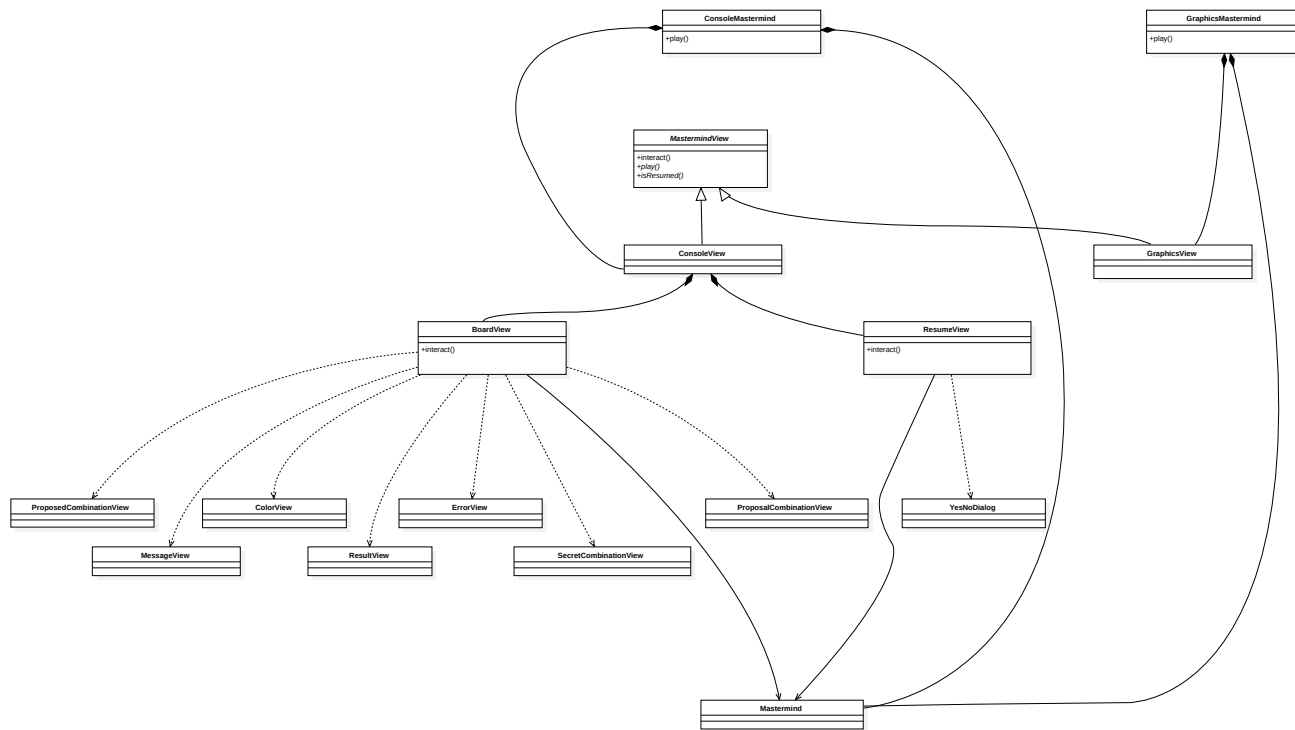 ConsoleMastermind
+play()
GraphicsMastermind
+play()
MastermindView
+interact()
+play()
+isResumed()
ConsoleView
GraphicsView
BoardView
+interact()
ResumeView
+interact()
ProposedCombinationView
ColorView
ErrorView
ProposalCombinationView
YesNoDialog
MessageView
ResultView
SecretCombinationView
Mastermind